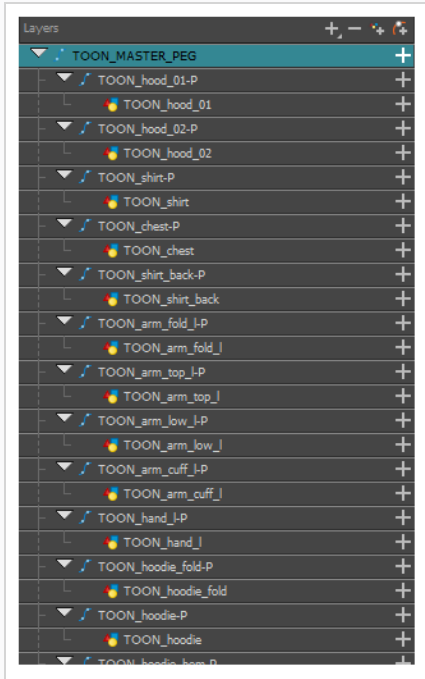 Layers
TOON_MASTER_PEG
TOON_hood_01-P
TOON_hood_01
TOON_hood_02-P
TOON_hood_02
TOON_shirt-P
TOON_shirt
TOON_chest-P
TOON_chest
TOON_shirt_back-P
TOON_shirt_back
TOON_arm_fold_l-P
TOON_arm_fold_l
TOON_arm_top_l-P
TOON_arm_top_l
TOON_arm_low_l-P
TOON_arm_low_l
TOON_arm_cuff_l-P
TOON_arm_cuff_l
TOON_hand_l-P
TOON_hand_l
TOON_hoodie_fold-P
TOON_hoodie_fold
TOON_hoodie-P
TOON_hoodie
TOON_hoodie_hem-P